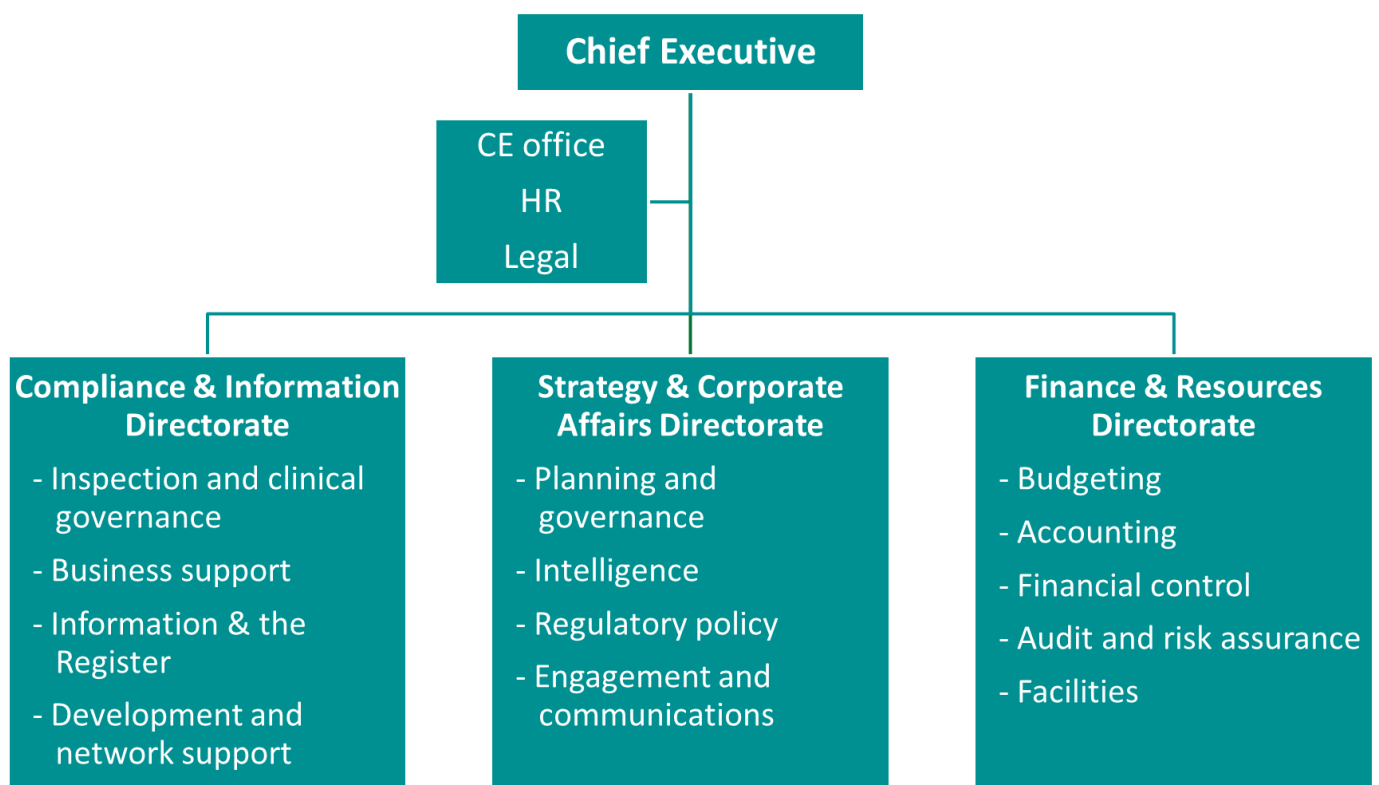 Chief Executive
CE office
HR
Legal
Compliance & Information
Directorate
- Inspection and clinical
governance
- Business support
- Information & the
Register
- Development and
network support
Strategy & Corporate
Affairs Directorate
- Planning and
governance
- Intelligence
- Regulatory policy
- Engagement and
communications
Finance & Resources
Directorate
- Budgeting
- Accounting
- Financial control
- Audit and risk assurance
- Facilities